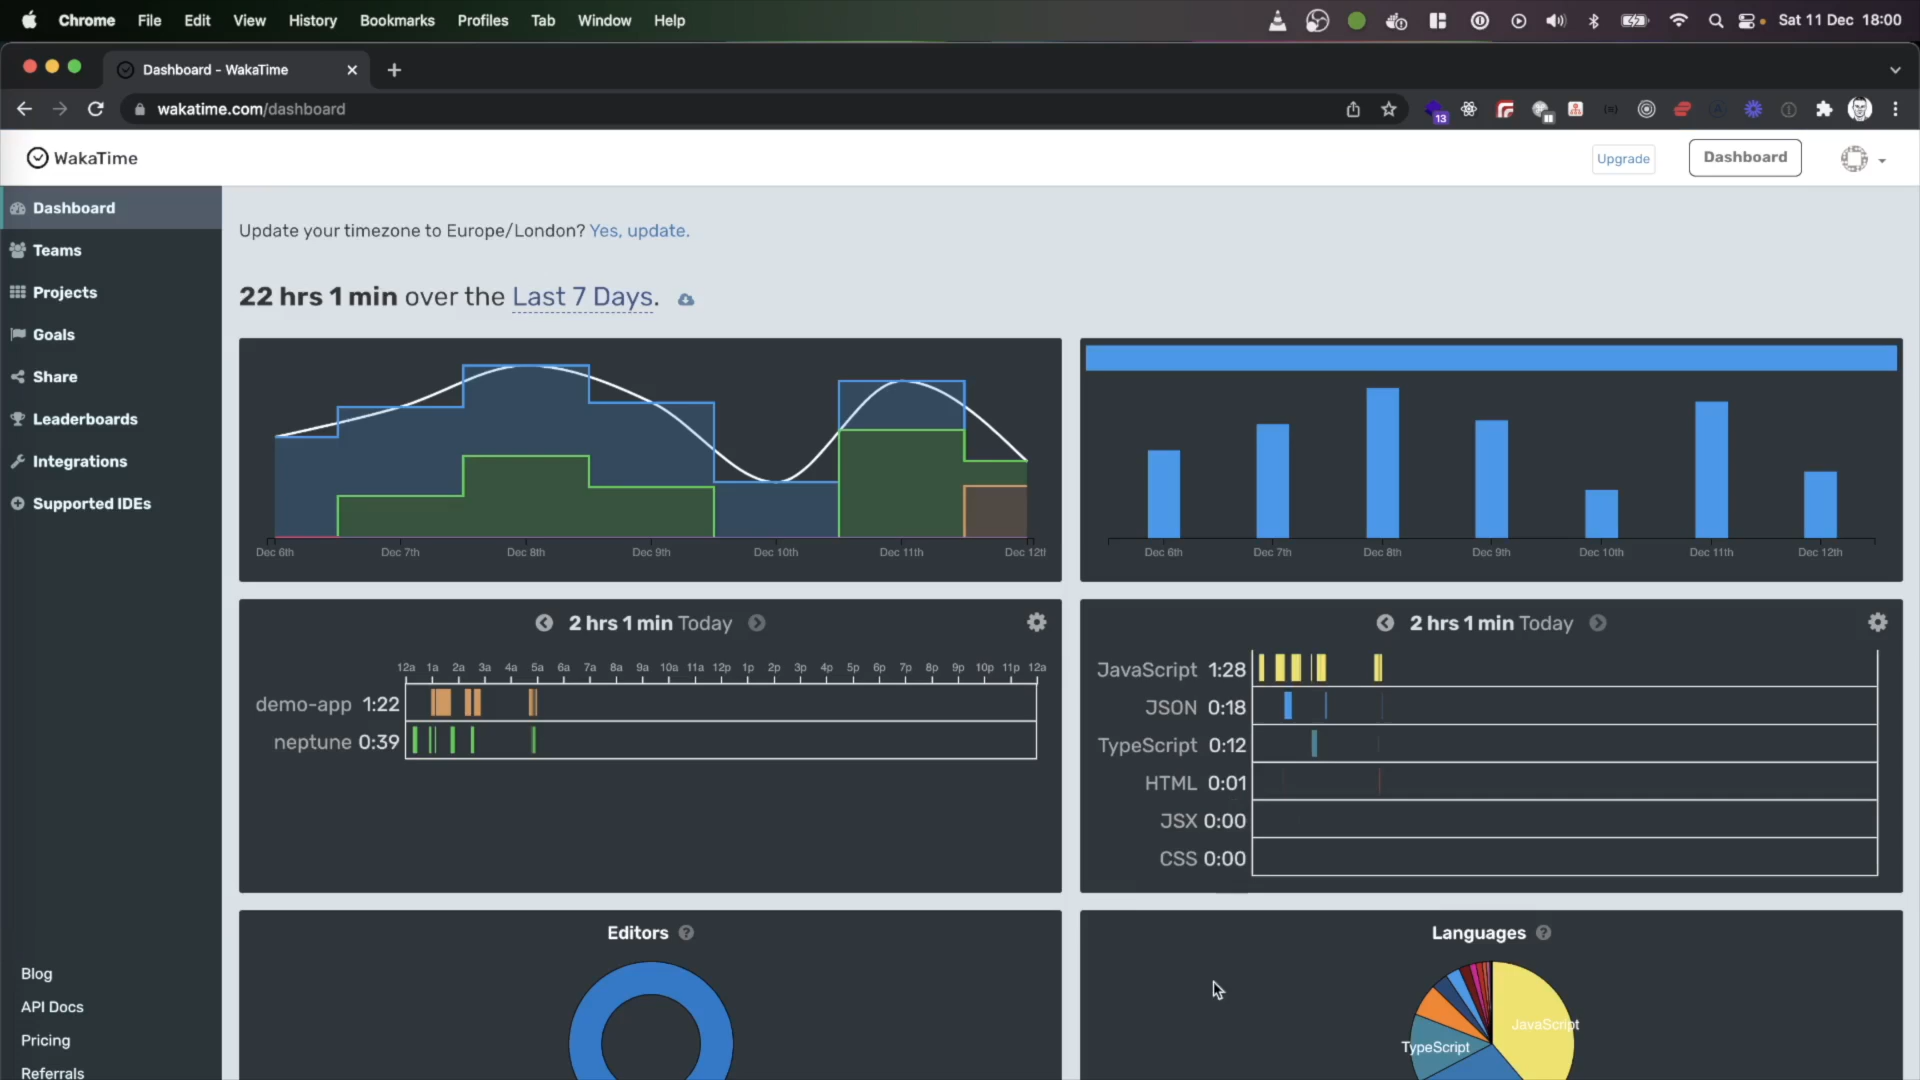 Chrome File Edit View History Bookmarks Profiles Tab Window Help Sat 11 Dec 18:00
Dashboard - WakaTime
wakatime.com/dashboard 13
WakaTime Upgrade Dashboard
Dashboard
Teams
Projects
Goals
Share
Leaderboards
Integrations
Supported IDEs
Blog
API Docs
Pricing
Referrals
Update your timezone to Europe/London? Yes, update.
22 hrs 1 min over the Last 7 Days.
Dec 6th Dec 7th Dec 8th Dec 9th Dec 10th Dec 11th Dec 12tl
Dec 6th Dec 7th Dec 8th Dec 9th Dec 10th Dec 11th Dec 12th
2 hrs 1 min Today
12a 1a 2a 3a 4a 5a 6a 7a 8a 9a 10a 11a 12p 1p 2p 3p 4p 5p 6p 7p 8p 9p 10p 11p 12a
demo-app 1:22
neptune 0:39
2 hrs 1 min Today
JavaScript 1:28
JSON 0:18
TypeScript 0:12
HTML 0:01
JSX 0:00
CSS 0:00
Editors ?
Languages ?
JavaScript
TypeScript